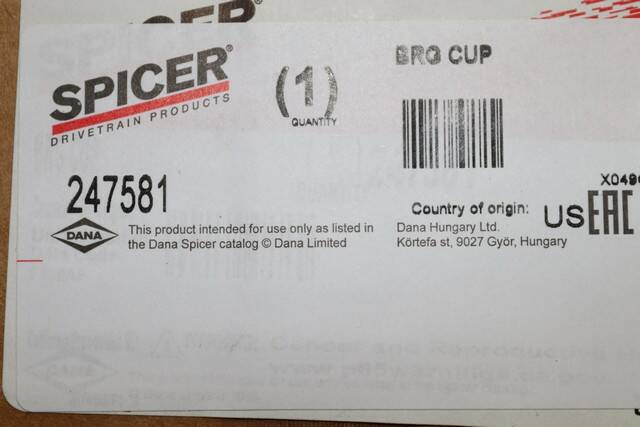 SPICER®
DRIVETRAIN PRODUCTS
(1)
QUANTITY
BRG CUP
247581
DANA
This product intended for use only as listed in
the Dana Spicer catalog © Dana Limited
X049
Country of origin: US
EAC
Dana Hungary Ltd.
Körtefa st, 9027 Győr, Hungary